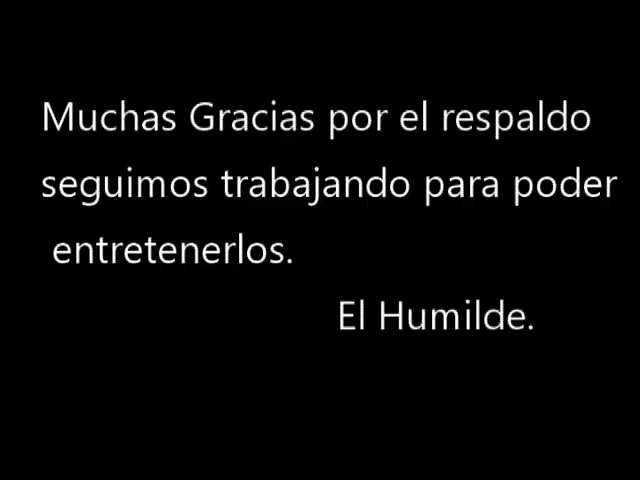 Muchas Gracias por el respaldo
seguimos trabajando para poder
entretenerlos.
El Humilde.